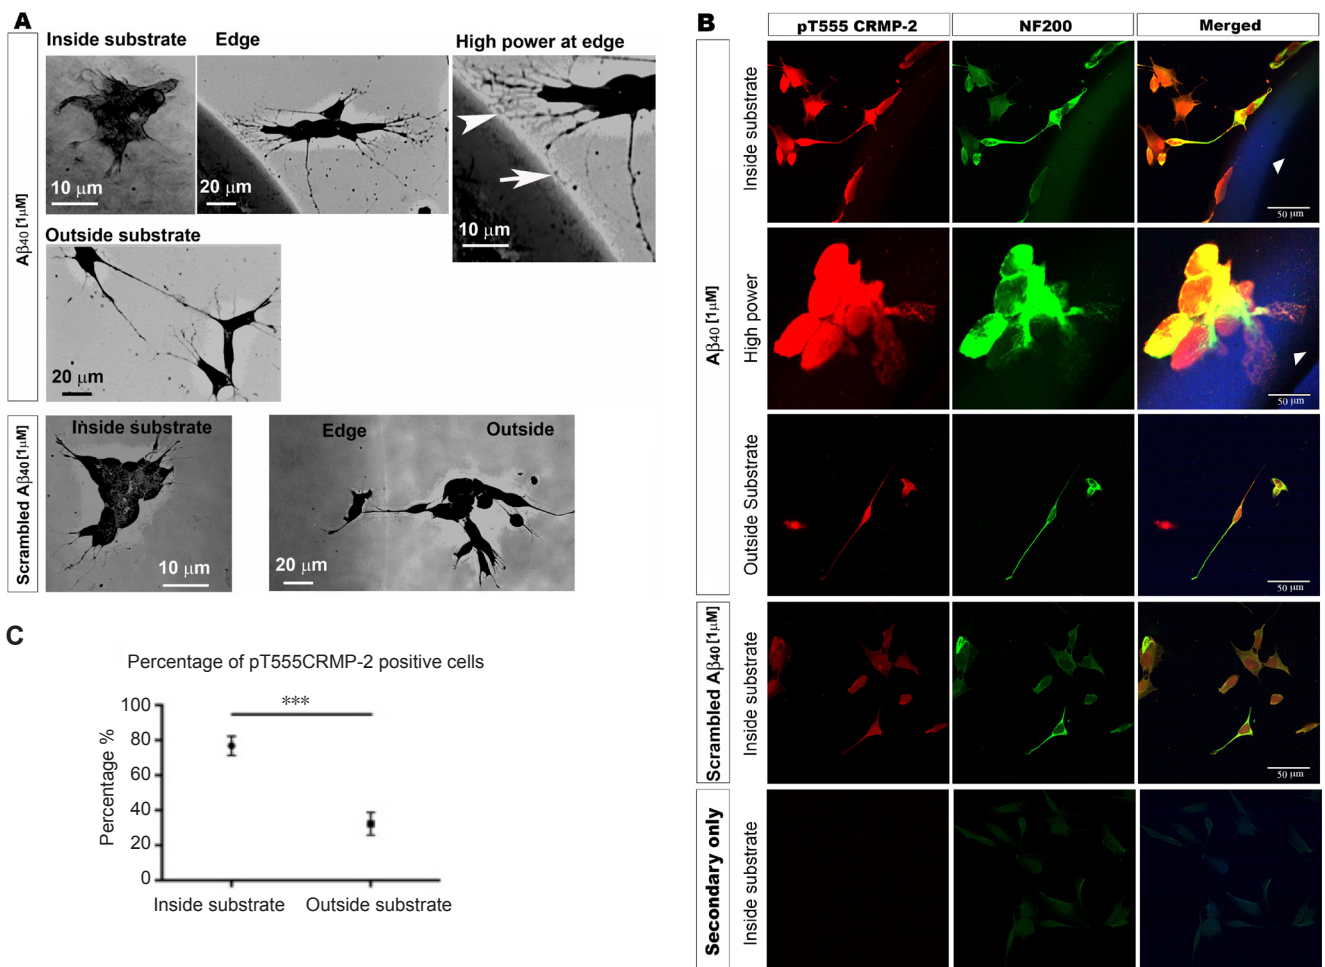 A
Aβ40 [1μM]
Inside substrate
Edge
High power at edge
10 μm
20 μm
10 μm
Outside substrate
20 μm
Scrambled Aβ40 [1μM]
Inside substrate
10 μm
Edge
Outside
20 μm
B
pT555 CRMP-2
NF200
Merged
Aβ40 [1μM]
Inside substrate
50 μm
High power
50 μm
Outside Substrate
50 μm
Scrambled Aβ40 [1μM]
Inside substrate
50 μm
Secondary only
Inside substrate
C
Percentage of pT555CRMP-2 positive cells
***
Percentage %
100
80
60
40
20
0
Inside substrate
Outside substrate